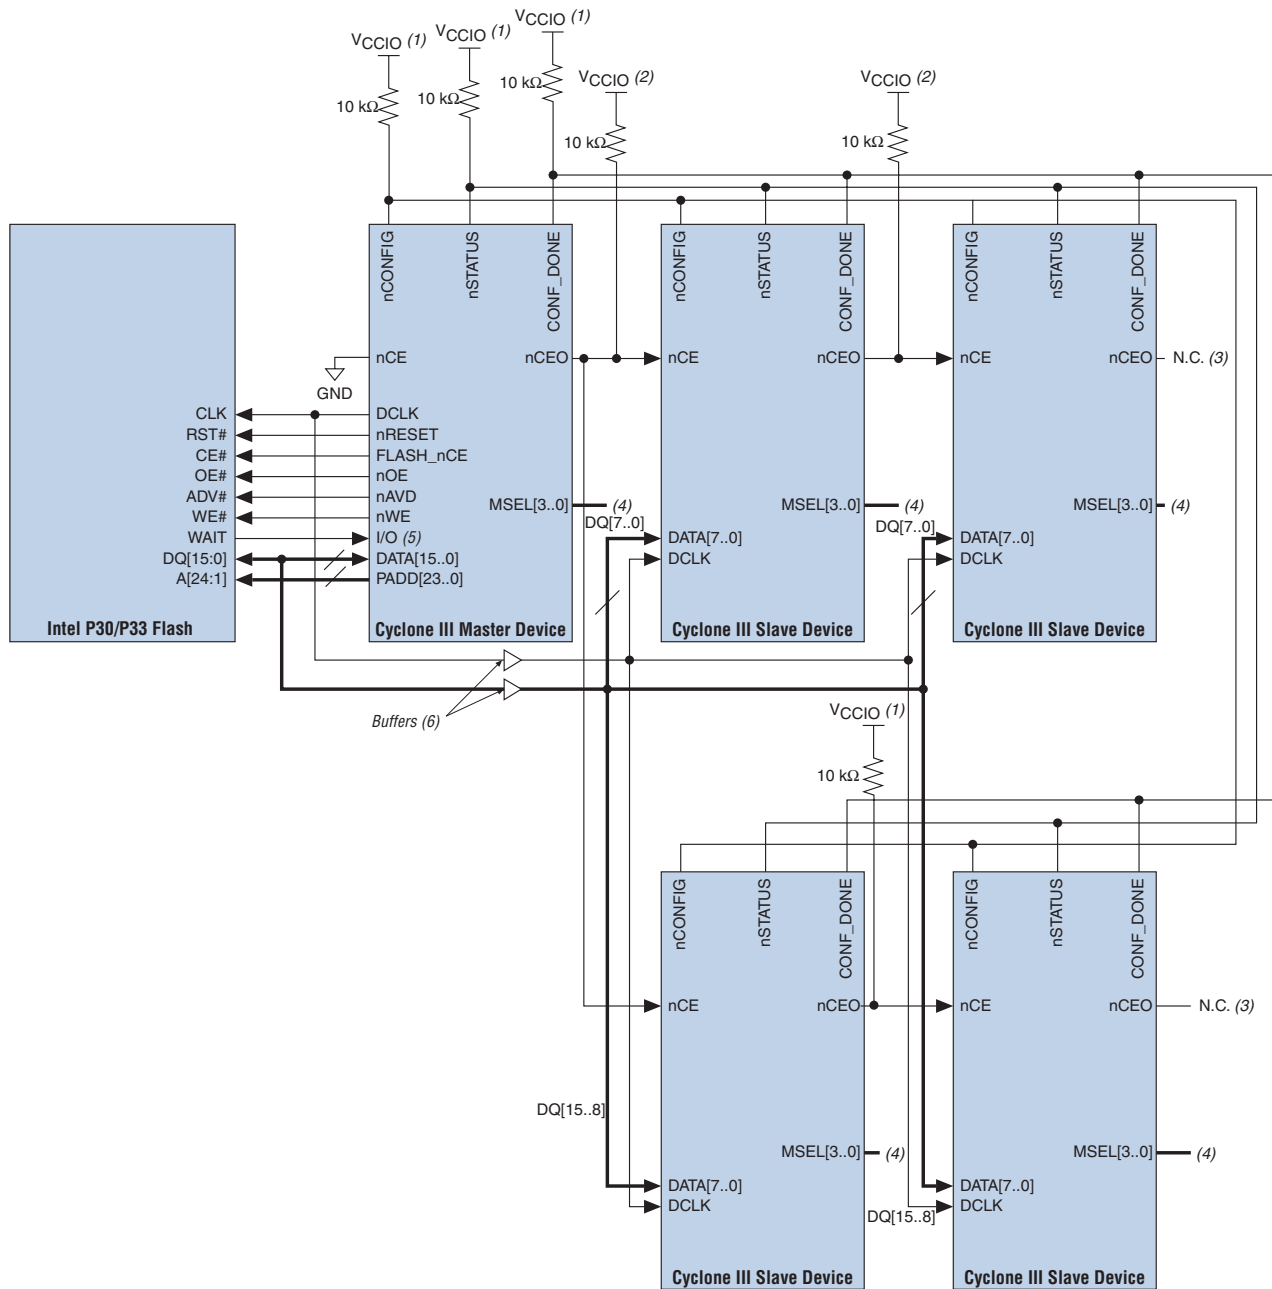 VCCIO (1)
VCCIO (1)
VCCIO (1)
VCCIO (2)
VCCIO (2)
10 kΩ
10 kΩ
10 kΩ
10 kΩ
10 kΩ
nCONFIG
nSTATUS
CONF_DONE
nCONFIG
nSTATUS
CONF_DONE
nCONFIG
nSTATUS
CONF_DONE
nCE
nCEO
nCE
nCEO
nCE
nCEO
N.C. (3)
GND
CLK
RST#
CE#
OE#
ADV#
WE#
WAIT
DQ[15:0]
A[24:1]
Intel P30/P33 Flash
DCLK
nRESET
FLASH_nCE
nOE
nAVD
nWE
I/O (5)
DATA[15..0]
PADD[23..0]
MSEL[3..0]
(4)
Cyclone III Master Device
DQ[7..0]
DATA[7..0]
DCLK
MSEL[3..0]
(4)
Cyclone III Slave Device
DQ[7..0]
DATA[7..0]
DCLK
MSEL[3..0]
(4)
Cyclone III Slave Device
Buffers (6)
VCCIO (1)
10 kΩ
nCONFIG
nSTATUS
CONF_DONE
nCONFIG
nSTATUS
CONF_DONE
nCE
nCEO
nCE
nCEO
N.C. (3)
DQ[15..8]
MSEL[3..0]
(4)
DATA[7..0]
DCLK
Cyclone III Slave Device
MSEL[3..0]
(4)
DATA[7..0]
DQ[15..8]
DCLK
Cyclone III Slave Device